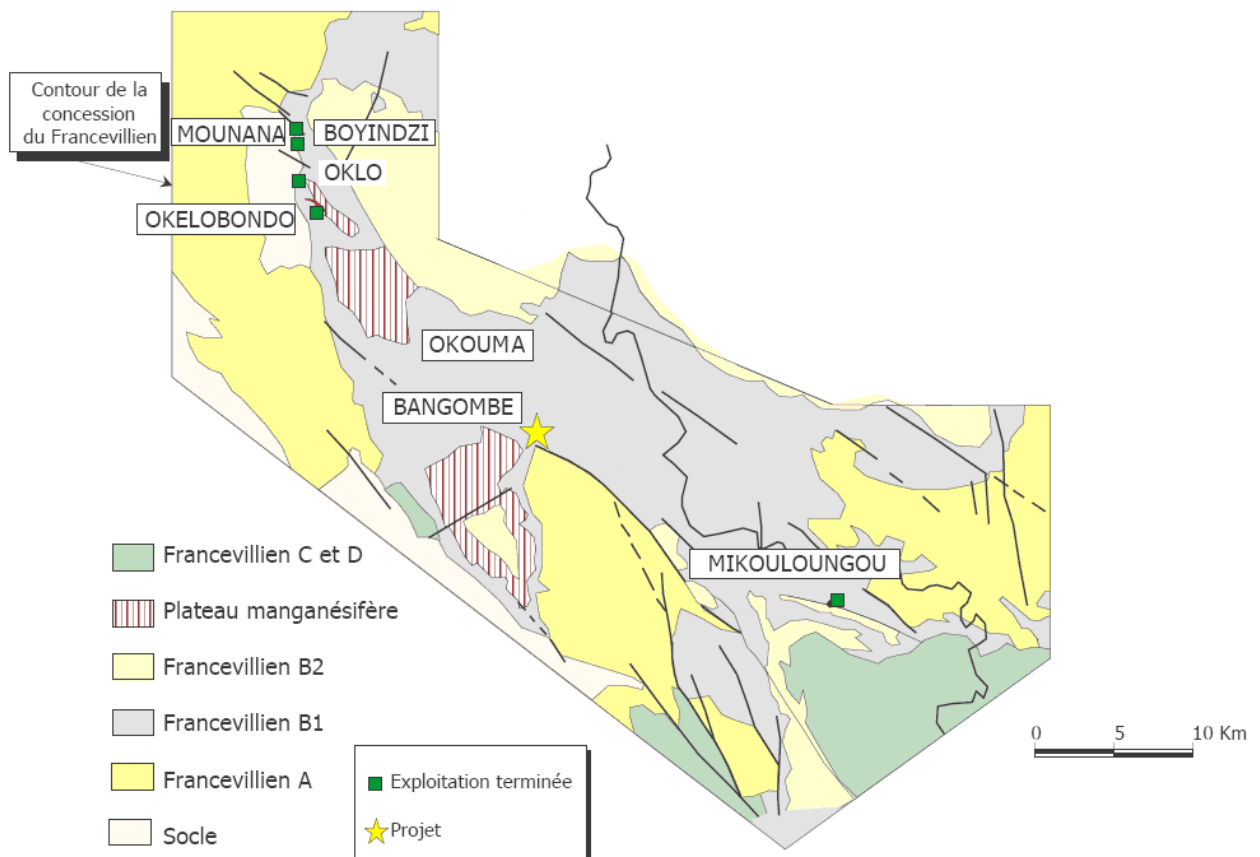 Contour de la
concession
du Francevillien
MOUNANA
BOYINDZI
OKLO
OKELOBONDO
OKOUMA
BANGOMBE
MIKOULOUNGOU
Francevillien C et D
Plateau manganésifère
Francevillien B2
Francevillien B1
Francevillien A
Socle
Exploitation terminée
Projet
0 5 10 Km